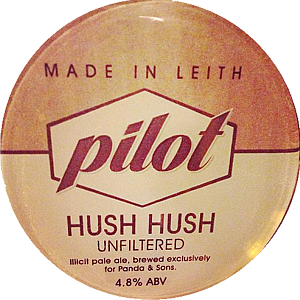 MADE IN LEITH
pilot
HUSH HUSH
UNFILTERED
Illicit pale ale, brewed exclusively
for Panda & Sons.
4.8% ABV